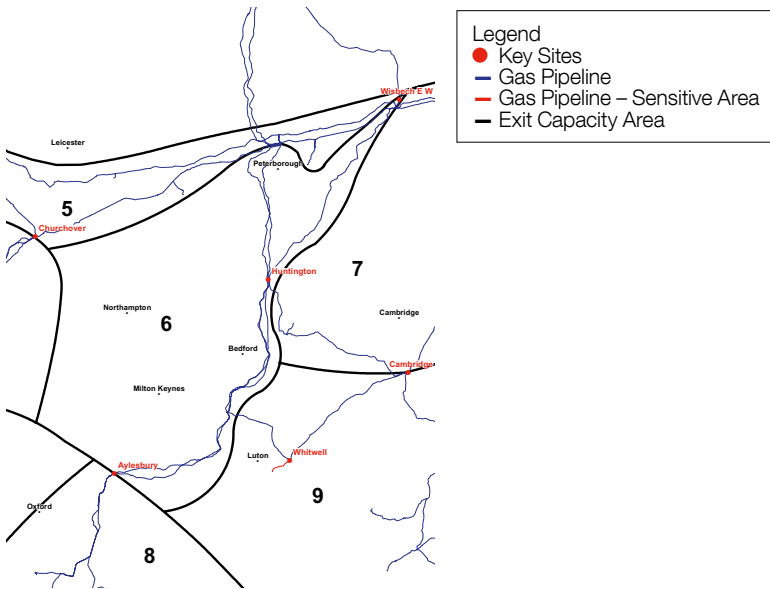 Legend
Key Sites
Gas Pipeline
Gas Pipeline – Sensitive Area
Exit Capacity Area
Wisbech E W
Leicester
Peterborough
5
Churchover
7
Huntington
Northampton
6
Cambridge
Bedford
Cambridge
Milton Keynes
Whitwell
Luton
Aylesbury
9
Oxford
8